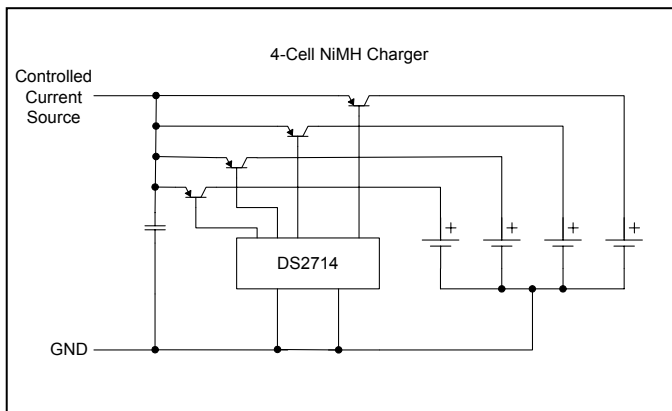 4-Cell NiMH Charger
Controlled
Current
Source
+
+
+
+
DS2714
GND